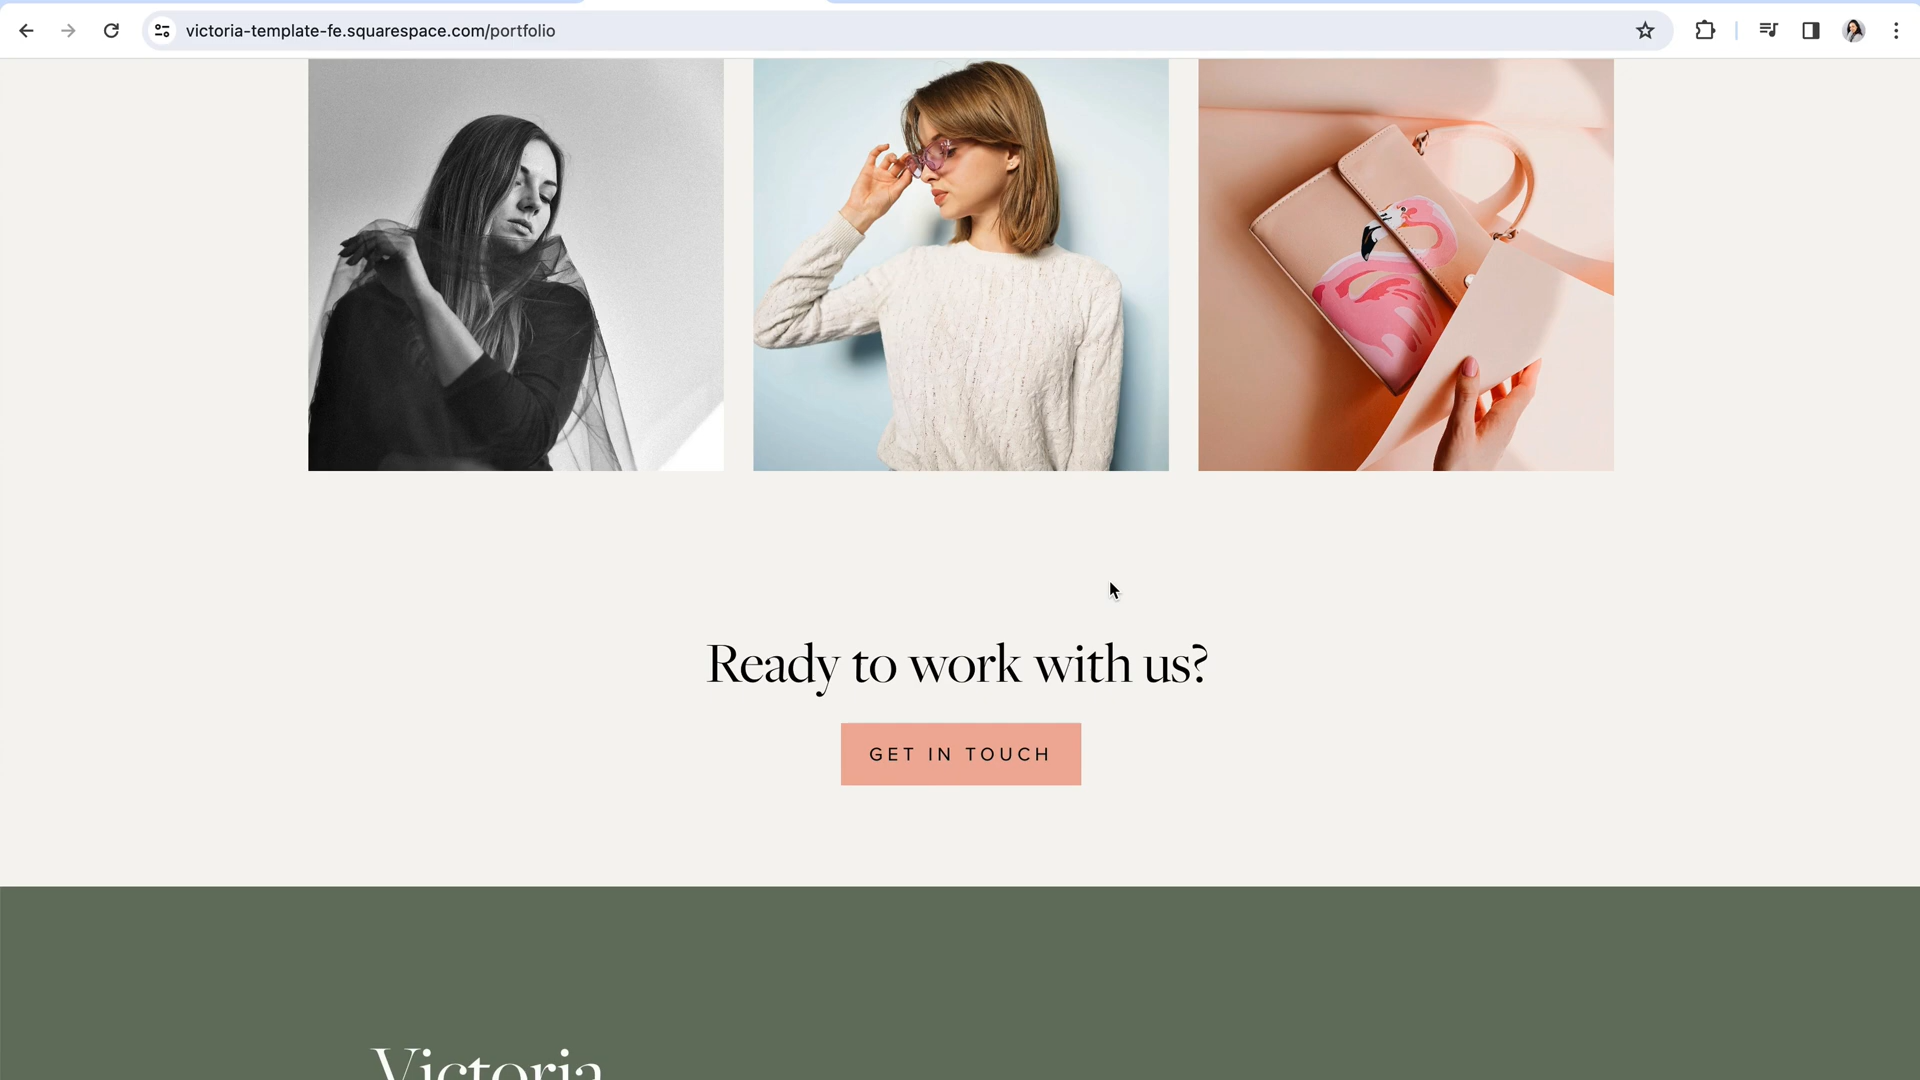 victoria-template-fe.squarespace.com/portfolio
Ready to work with us?
GET IN TOUCH
Victoria